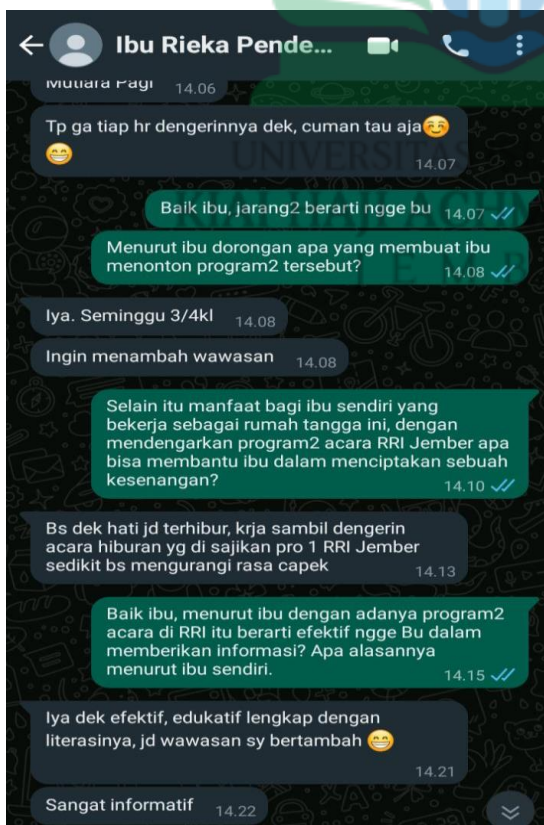 Ibu Rieka Pende...
Mutiara Pagi 14.06
Tp ga tiap hr dengerinnya dek, cuman tau aja☺️
😁
14.07
UNIVERSITAS
Baik ibu, jarang2 berarti ngge bu 14.07
KIAI HAJI ACHM
Menurut ibu dorongan apa yang membuat ibu
menonton program2 tersebut?
14.08
J E M B
Iya. Seminggu 3/4kl 14.08
Ingin menambah wawasan 14.08
Selain itu manfaat bagi ibu sendiri yang
bekerja sebagai rumah tangga ini, dengan
mendengarkan program2 acara RRI Jember apa
bisa membantu ibu dalam menciptakan sebuah
kesenangan?
14.10
Bs dek hati jd terhibur, krja sambil dengerin
acara hiburan yg di sajikan pro 1 RRI Jember
sedikit bs mengurangi rasa capek
14.13
Baik ibu, menurut ibu dengan adanya program2
acara di RRI itu berarti efektif ngge Bu dalam
memberikan informasi? Apa alasannya
menurut ibu sendiri.
14.15
Iya dek efektif, edukatif lengkap dengan
literasinya, jd wawasan sy bertambah 😁
14.21
Sangat informatif 14.22